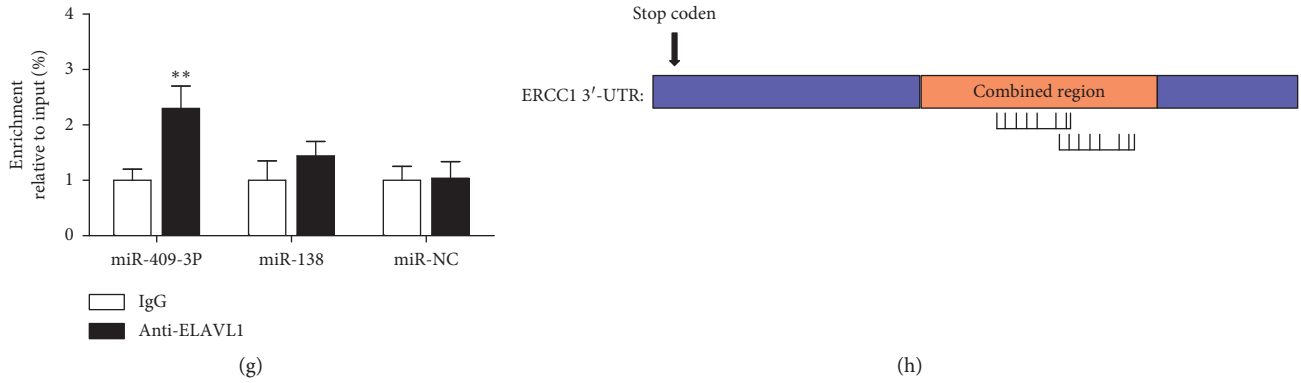 4
3
2
1
0
Enrichment
relative to input (%)
**
miR-409-3P
miR-138
miR-NC
IgG
Anti-ELAVL1
(g)
Stop coden
ERCC1 3′-UTR:
Combined region
(h)